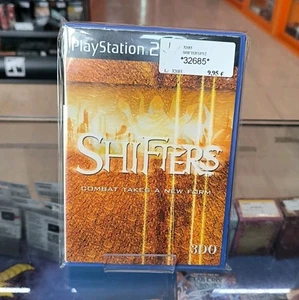 PlayStation 2
*32685*
9,95 €
SHIFTERS
COMBAT TAKES A NEW FORM
3DO